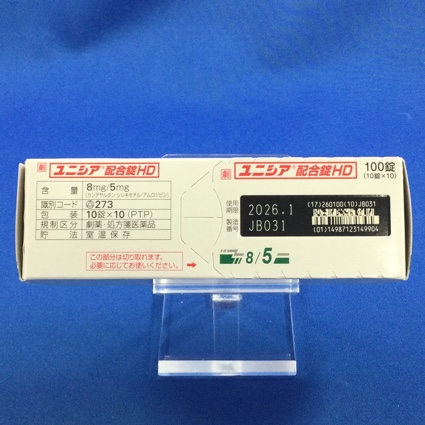 劇 ユニシア®配合錠HD
含量 8mg/5mg
(カンデサルタン シレキセチル/アムロジピン)
識別コード 273
包装 10錠×10(PTP)
規制区分 劇薬・処方箋医薬品
貯法 室温保存
この部分は切り取れます。
必要に応じてお使いください。
劇 ユニシア®配合錠HD
100錠
(10錠×10)
使用期限 2026.1
製造番号 JB031
(17)260100(10)JB031
(01)14987123149904
8/5